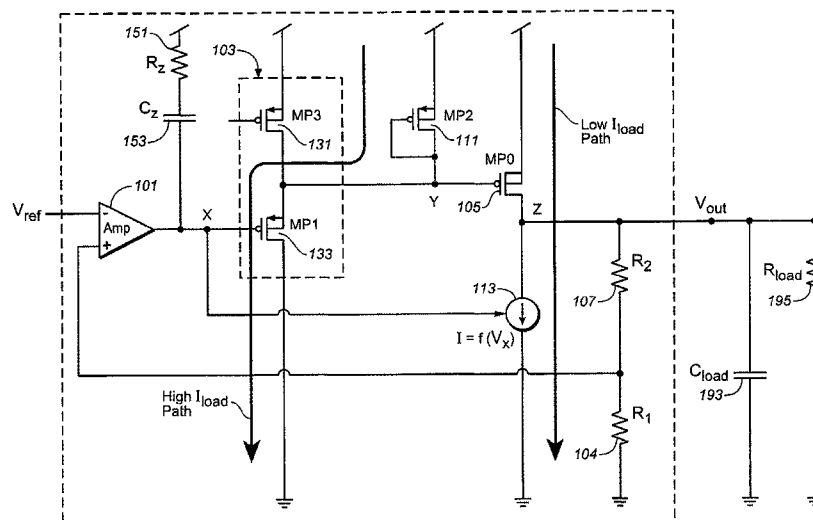 151
103
R_z
C_z
153
MP3
131
MP2
111
Low I_load
Path
MP0
105
101
V_ref
-
Amp
+
X
MP1
133
Y
Z
V_out
113
I = f (V_x)
R_2
107
R_load
195
C_load
193
High I_load
Path
R_1
104